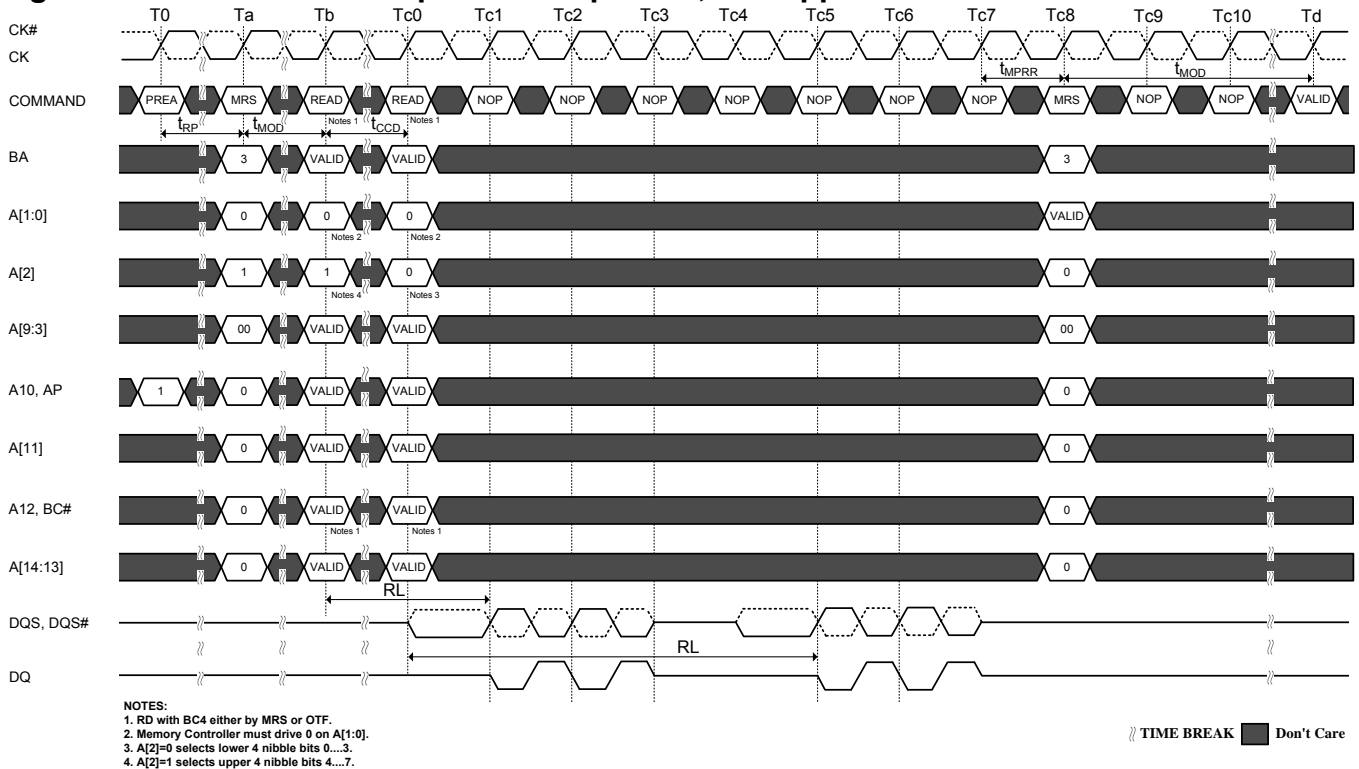 T0 Ta Tb Tc0 Tc1 Tc2 Tc3 Tc4 Tc5 Tc6 Tc7 Tc8 Tc9 Tc10 Td
CK#
CK
tMPRR tMOD
COMMAND PREA MRS READ READ NOP NOP NOP NOP NOP NOP NOP MRS NOP NOP VALID
Notes 1 Notes 1
tRP tMOD tCCD
BA 3 VALID VALID 3
A[1:0] 0 0 0 VALID
Notes 2 Notes 2
A[2] 1 1 0 0
Notes 4 Notes 3
A[9:3] 00 VALID VALID 00
A10, AP 1 0 VALID VALID 0
A[11] 0 VALID VALID 0
A12, BC# 0 VALID VALID 0
Notes 1 Notes 1
A[14:13] 0 VALID VALID 0
RL
DQS, DQS#
RL
DQ
NOTES:
1. RD with BC4 either by MRS or OTF.
2. Memory Controller must drive 0 on A[1:0].
3. A[2]=0 selects lower 4 nibble bits 0....3.
4. A[2]=1 selects upper 4 nibble bits 4....7.
TIME BREAK Don't Care